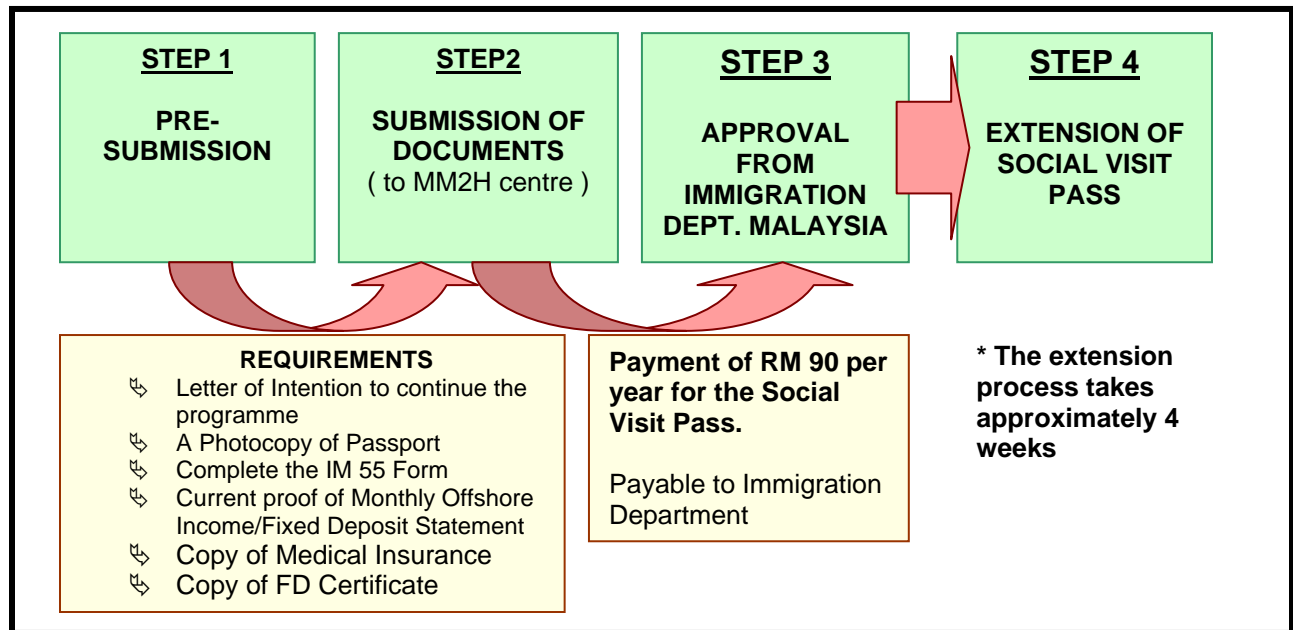 STEP 1
PRE-
SUBMISSION
STEP2
SUBMISSION OF
DOCUMENTS
( to MM2H centre )
STEP 3
APPROVAL
FROM
IMMIGRATION
DEPT. MALAYSIA
STEP 4
EXTENSION OF
SOCIAL VISIT
PASS
REQUIREMENTS
Letter of Intention to continue the
programme
A Photocopy of Passport
Complete the IM 55 Form
Current proof of Monthly Offshore
Income/Fixed Deposit Statement
Copy of Medical Insurance
Copy of FD Certificate
Payment of RM 90 per
year for the Social
Visit Pass.
Payable to Immigration
Department
* The extension
process takes
approximately 4
weeks